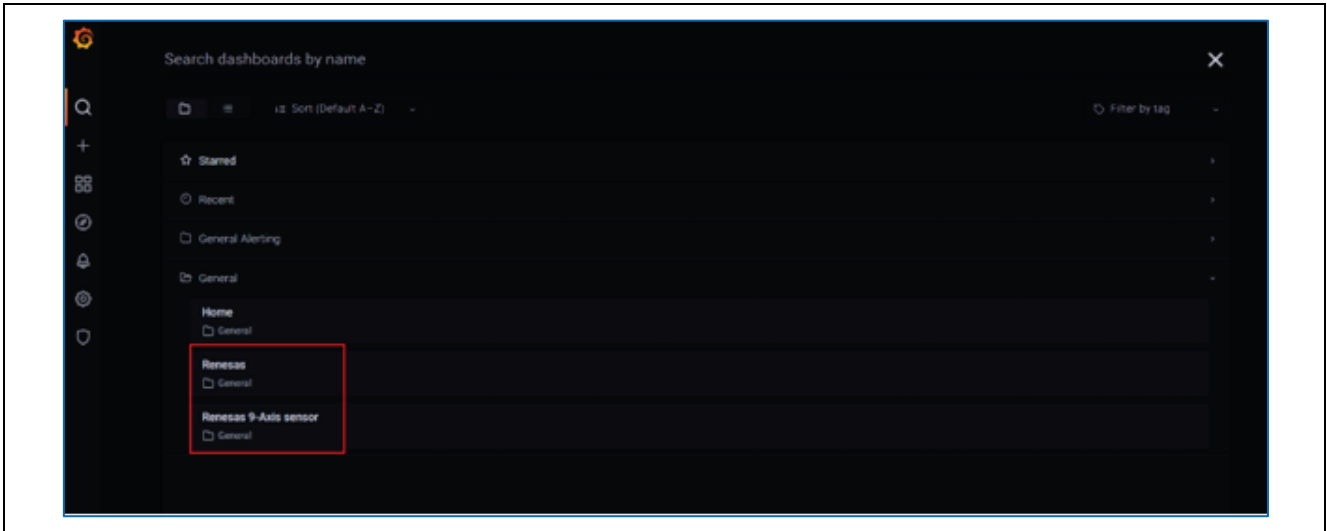 Search dashboards by name
Sort (Default A–Z)
Filter by tag
Starred
Recent
General Alerting
General
Home
General
Renesas
General
Renesas 9-Axis sensor
General